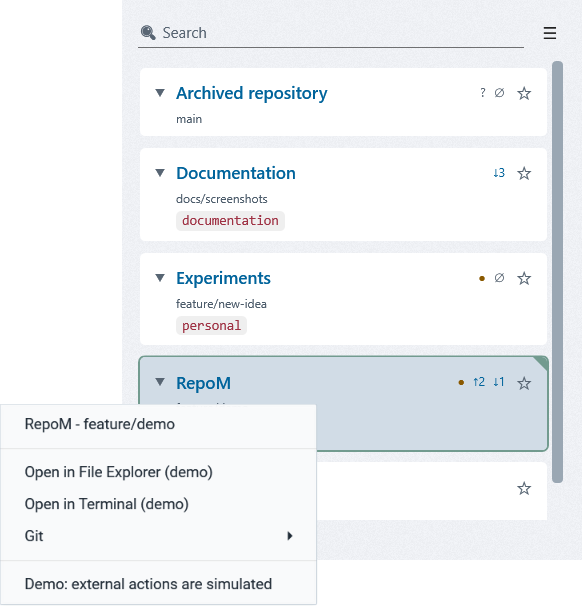 Search
Archived repository ? ∅
main
Documentation ↓3
docs/screenshots
documentation
Experiments ● ∅
feature/new-idea
personal
RepoM ● ↑2 ↓1
RepoM - feature/demo
Open in File Explorer (demo)
Open in Terminal (demo)
Git
Demo: external actions are simulated